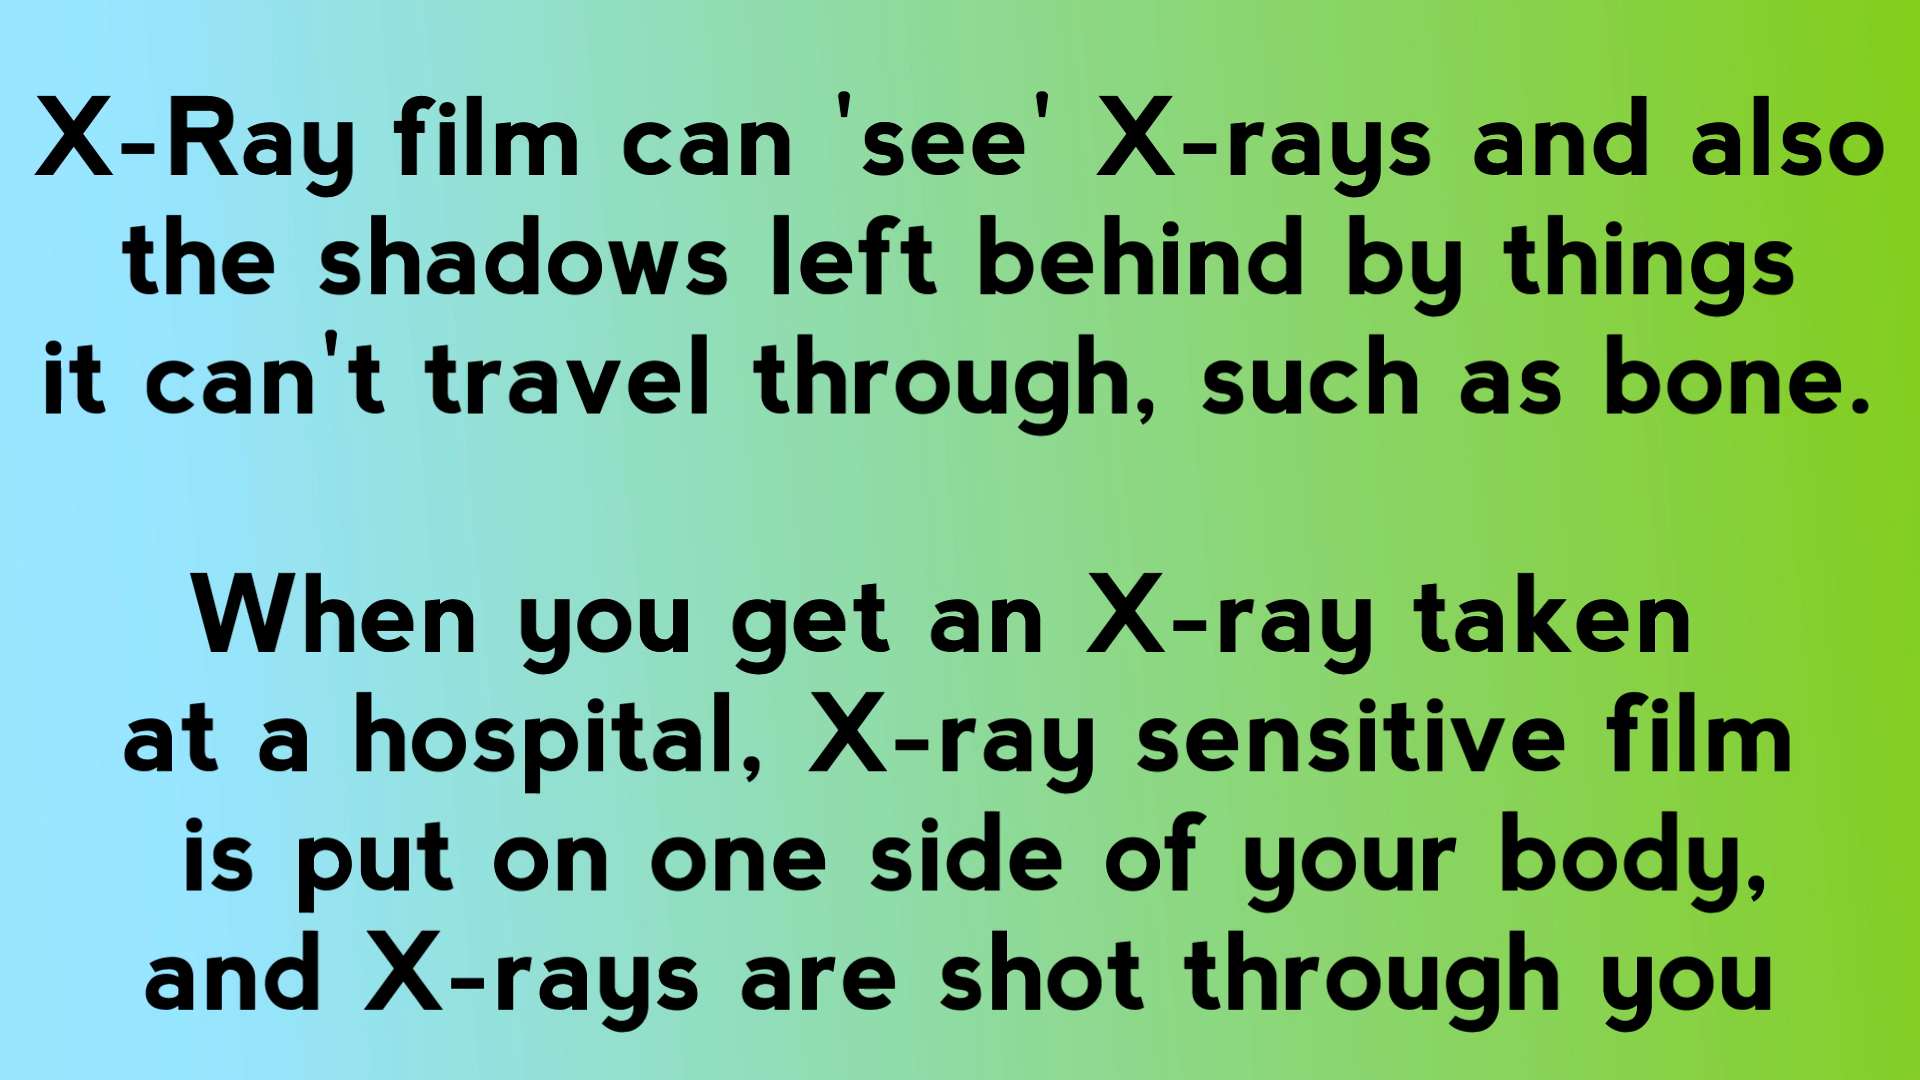 X-Ray film can 'see' X-rays and also
the shadows left behind by things
it can't travel through, such as bone.
When you get an X-ray taken
at a hospital, X-ray sensitive film
is put on one side of your body,
and X-rays are shot through you